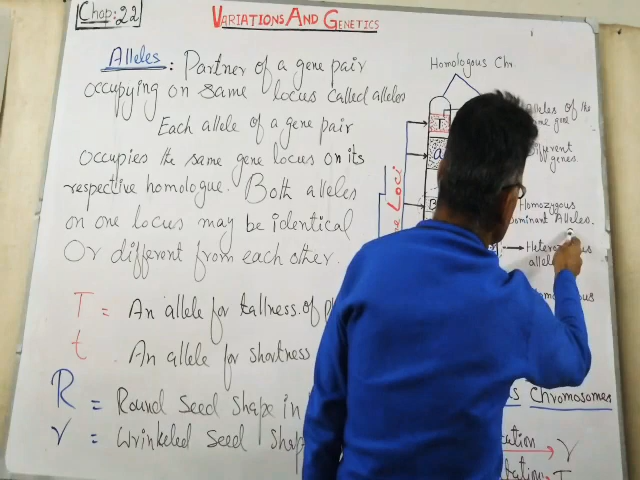 Chap: 22
VARIATIONS AND GENETICS
Alleles : Partner of a gene pair
occupying on same locus called alleles
Each allele of a gene pair
occupies the same gene locus on its
respective homologue. Both alleles
on one locus may be identical
Or different from each other.
T = An allele for tallness of
t . An allele for shortness
R = Round Seed Shape in
r = Wrinkeled Seed Shap
Homologous Chr.
T
a
B
Loci
alleles of the
same gene
Different
genes
Homozygous
Dominant Alleles.
Heterozygous
allele
Chromosomes
r
T